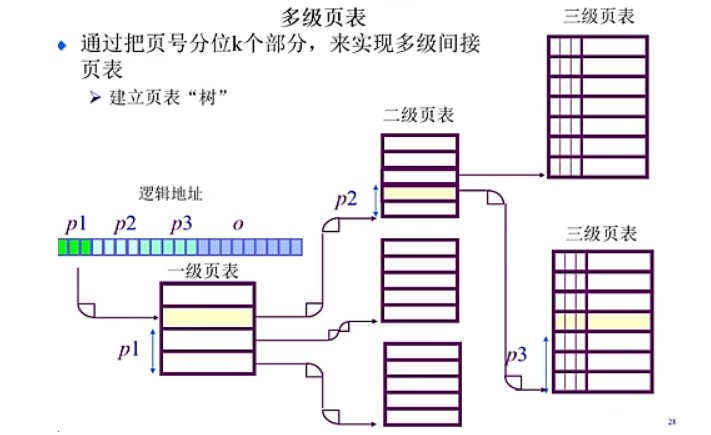 多级页表
通过把页号分位k个部分，来实现多级间接
页表
建立页表“树”
三级页表
二级页表
逻辑地址
p1 p2 p3 o
p2
一级页表
三级页表
p1
p3
28